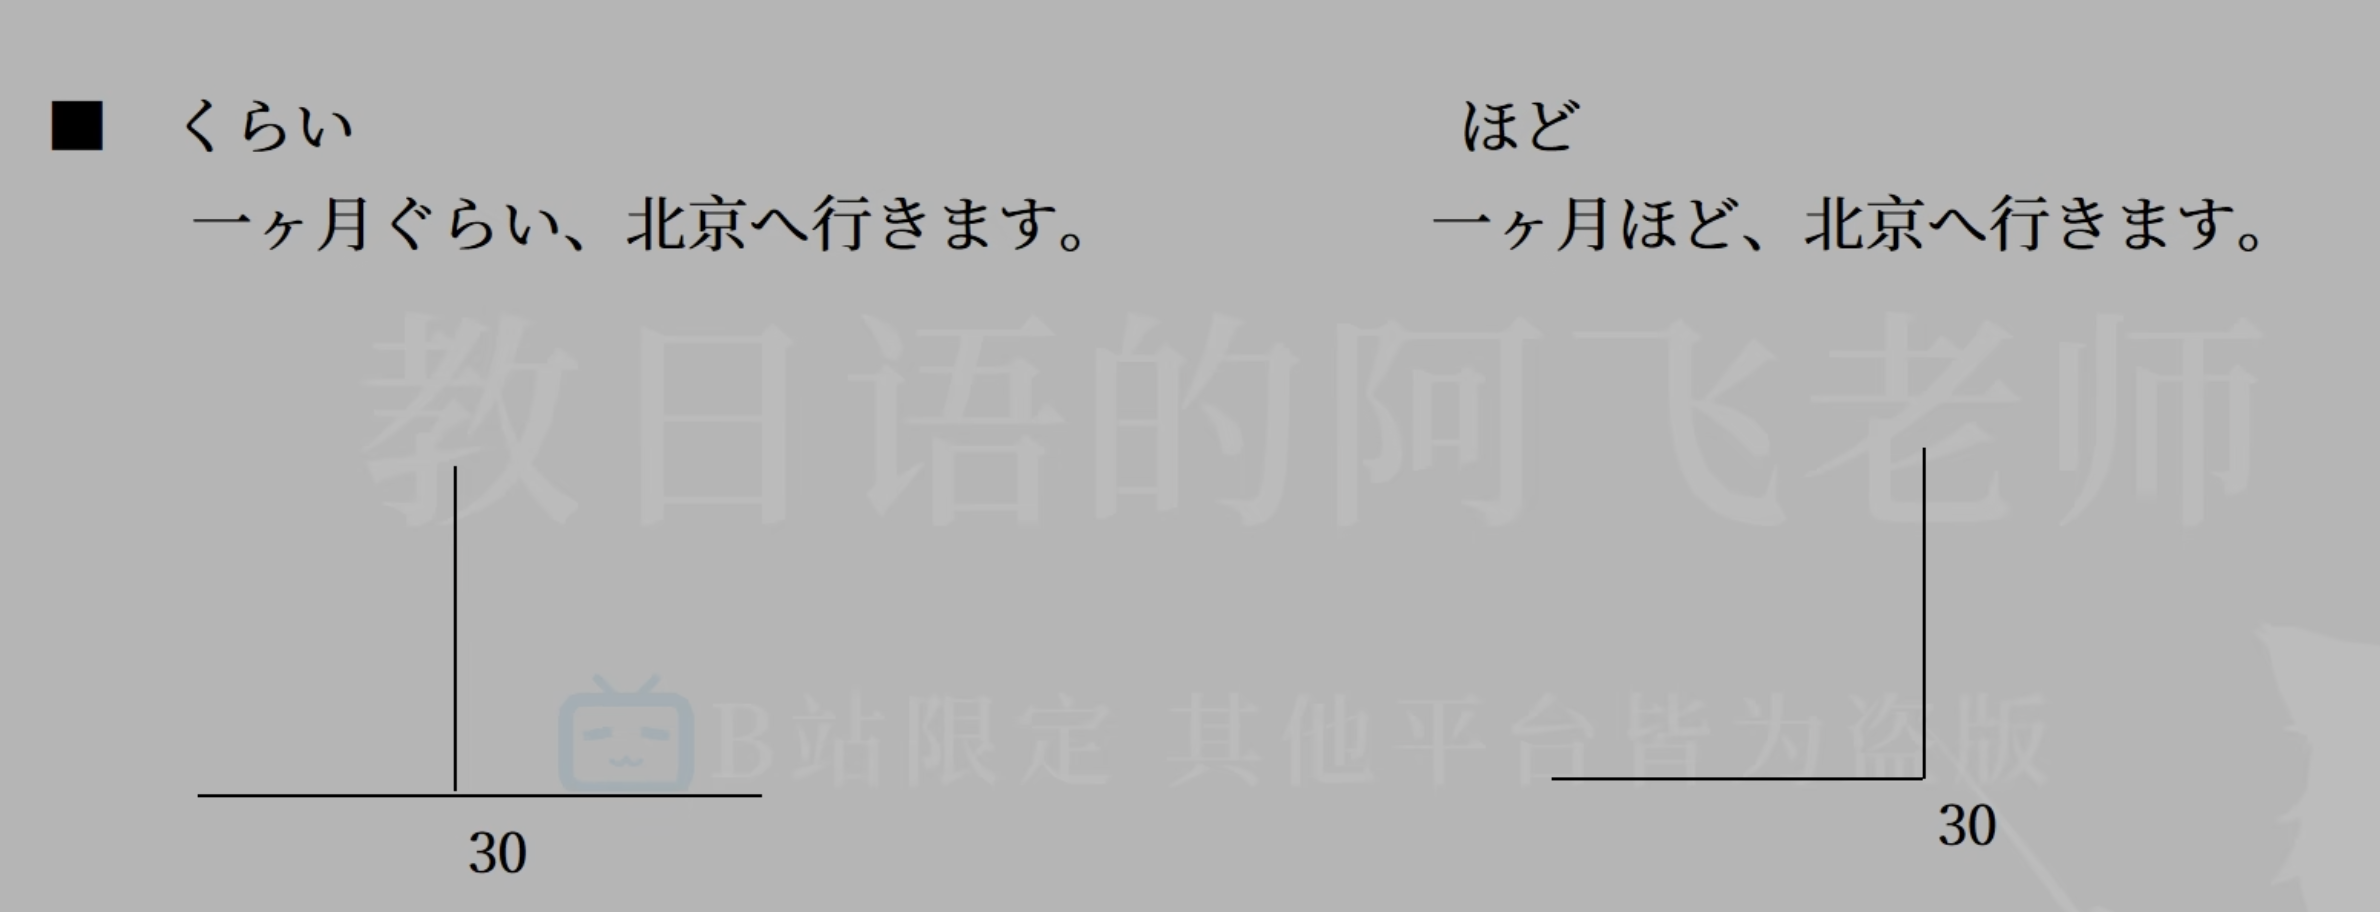 ■ くらい
ほど
一ヶ月ぐらい、北京へ行きます。
一ヶ月ほど、北京へ行きます。
教日语的阿飞老师
B站限定 其他平台皆为盗版
30
30